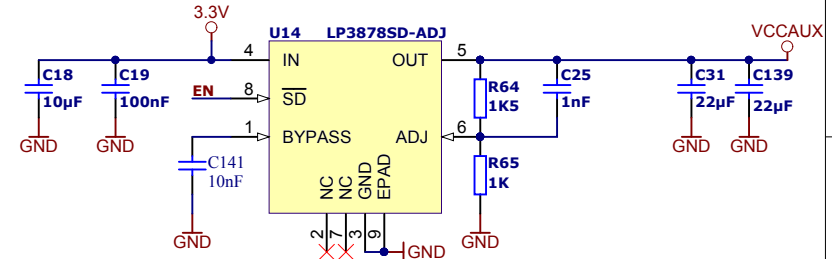 3.3V
VCCAUX
U14 LP3878SD-ADJ
4 IN OUT 5
C18
10µF
C19
100nF
EN 8 SD
R64
1K5
C25
1nF
C31
22µF
C139
22µF
1 BYPASS ADJ 6
GND GND GND GND
C141
10nF
R65
1K
NC NC GND EPAD
2 7 3 9
GND GND GND